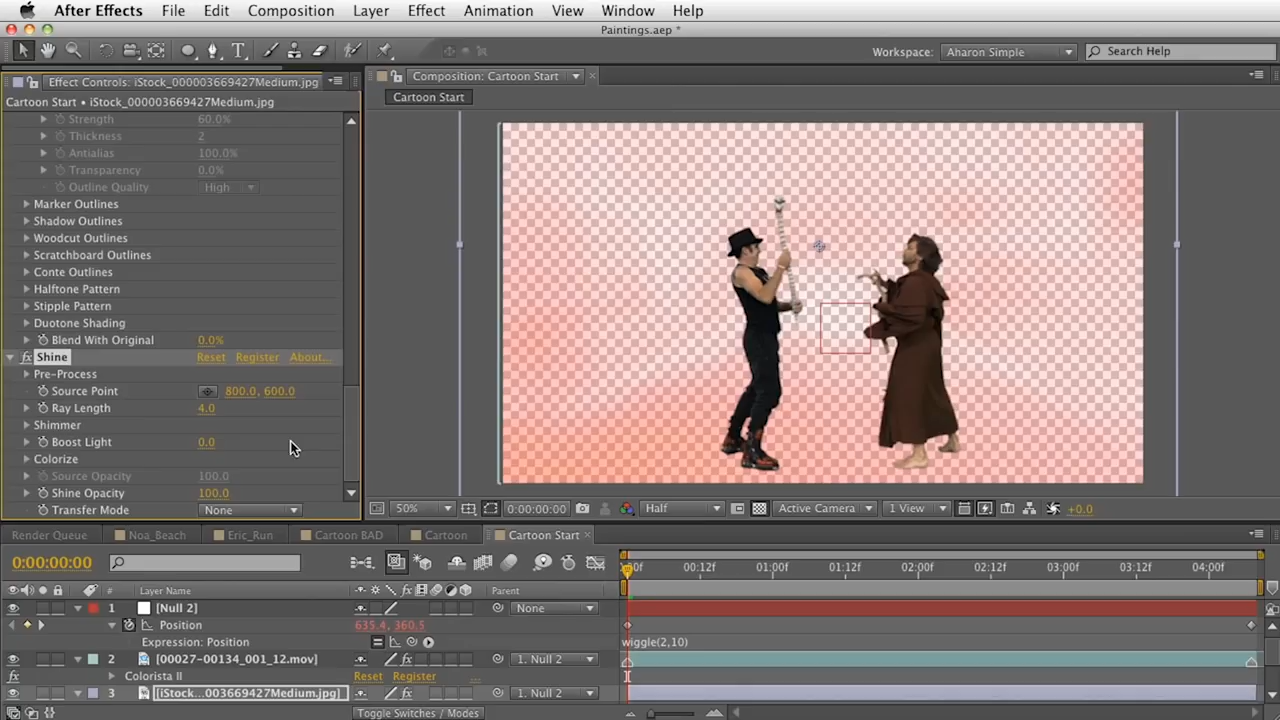 After Effects File Edit Composition Layer Effect Animation View Window Help
Paintings.aep *
Workspace: Aharon Simple Search Help
Effect Controls: iStock_000003669427Medium.jpg
Composition: Cartoon Start
Cartoon Start • iStock_000003669427Medium.jpg
Cartoon Start
Strength 60.0%
Thickness 2
Antialias 100.0%
Transparency 0.0%
Outline Quality High
Marker Outlines
Shadow Outlines
Woodcut Outlines
Scratchboard Outlines
Conte Outlines
Halftone Pattern
Stipple Pattern
Duotone Shading
Blend With Original 0.0%
fx Shine Reset Register About...
Pre-Process
Source Point 800.0, 600.0
Ray Length 4.0
Shimmer
Boost Light 0.0
Colorize
Source Opacity 100.0
Shine Opacity 100.0
Transfer Mode None
50% 0:00:00:00 Half Active Camera 1 View +0.0
Render Queue Noa_Beach Eric_Run Cartoon BAD Cartoon Cartoon Start
0:00:00:00
:00f 00:12f 01:00f 01:12f 02:00f 02:12f 03:00f 03:12f 04:00f
# Layer Name fx Parent
1 [Null 2] None
Position 635.4, 360.5
Expression: Position wiggle(2,10)
2 [00027-00134_001_12.mov] fx 1. Null 2
fx Colorista II Reset Register ...
3 [iStock...003669427Medium.jpg] fx 1. Null 2
Toggle Switches / Modes